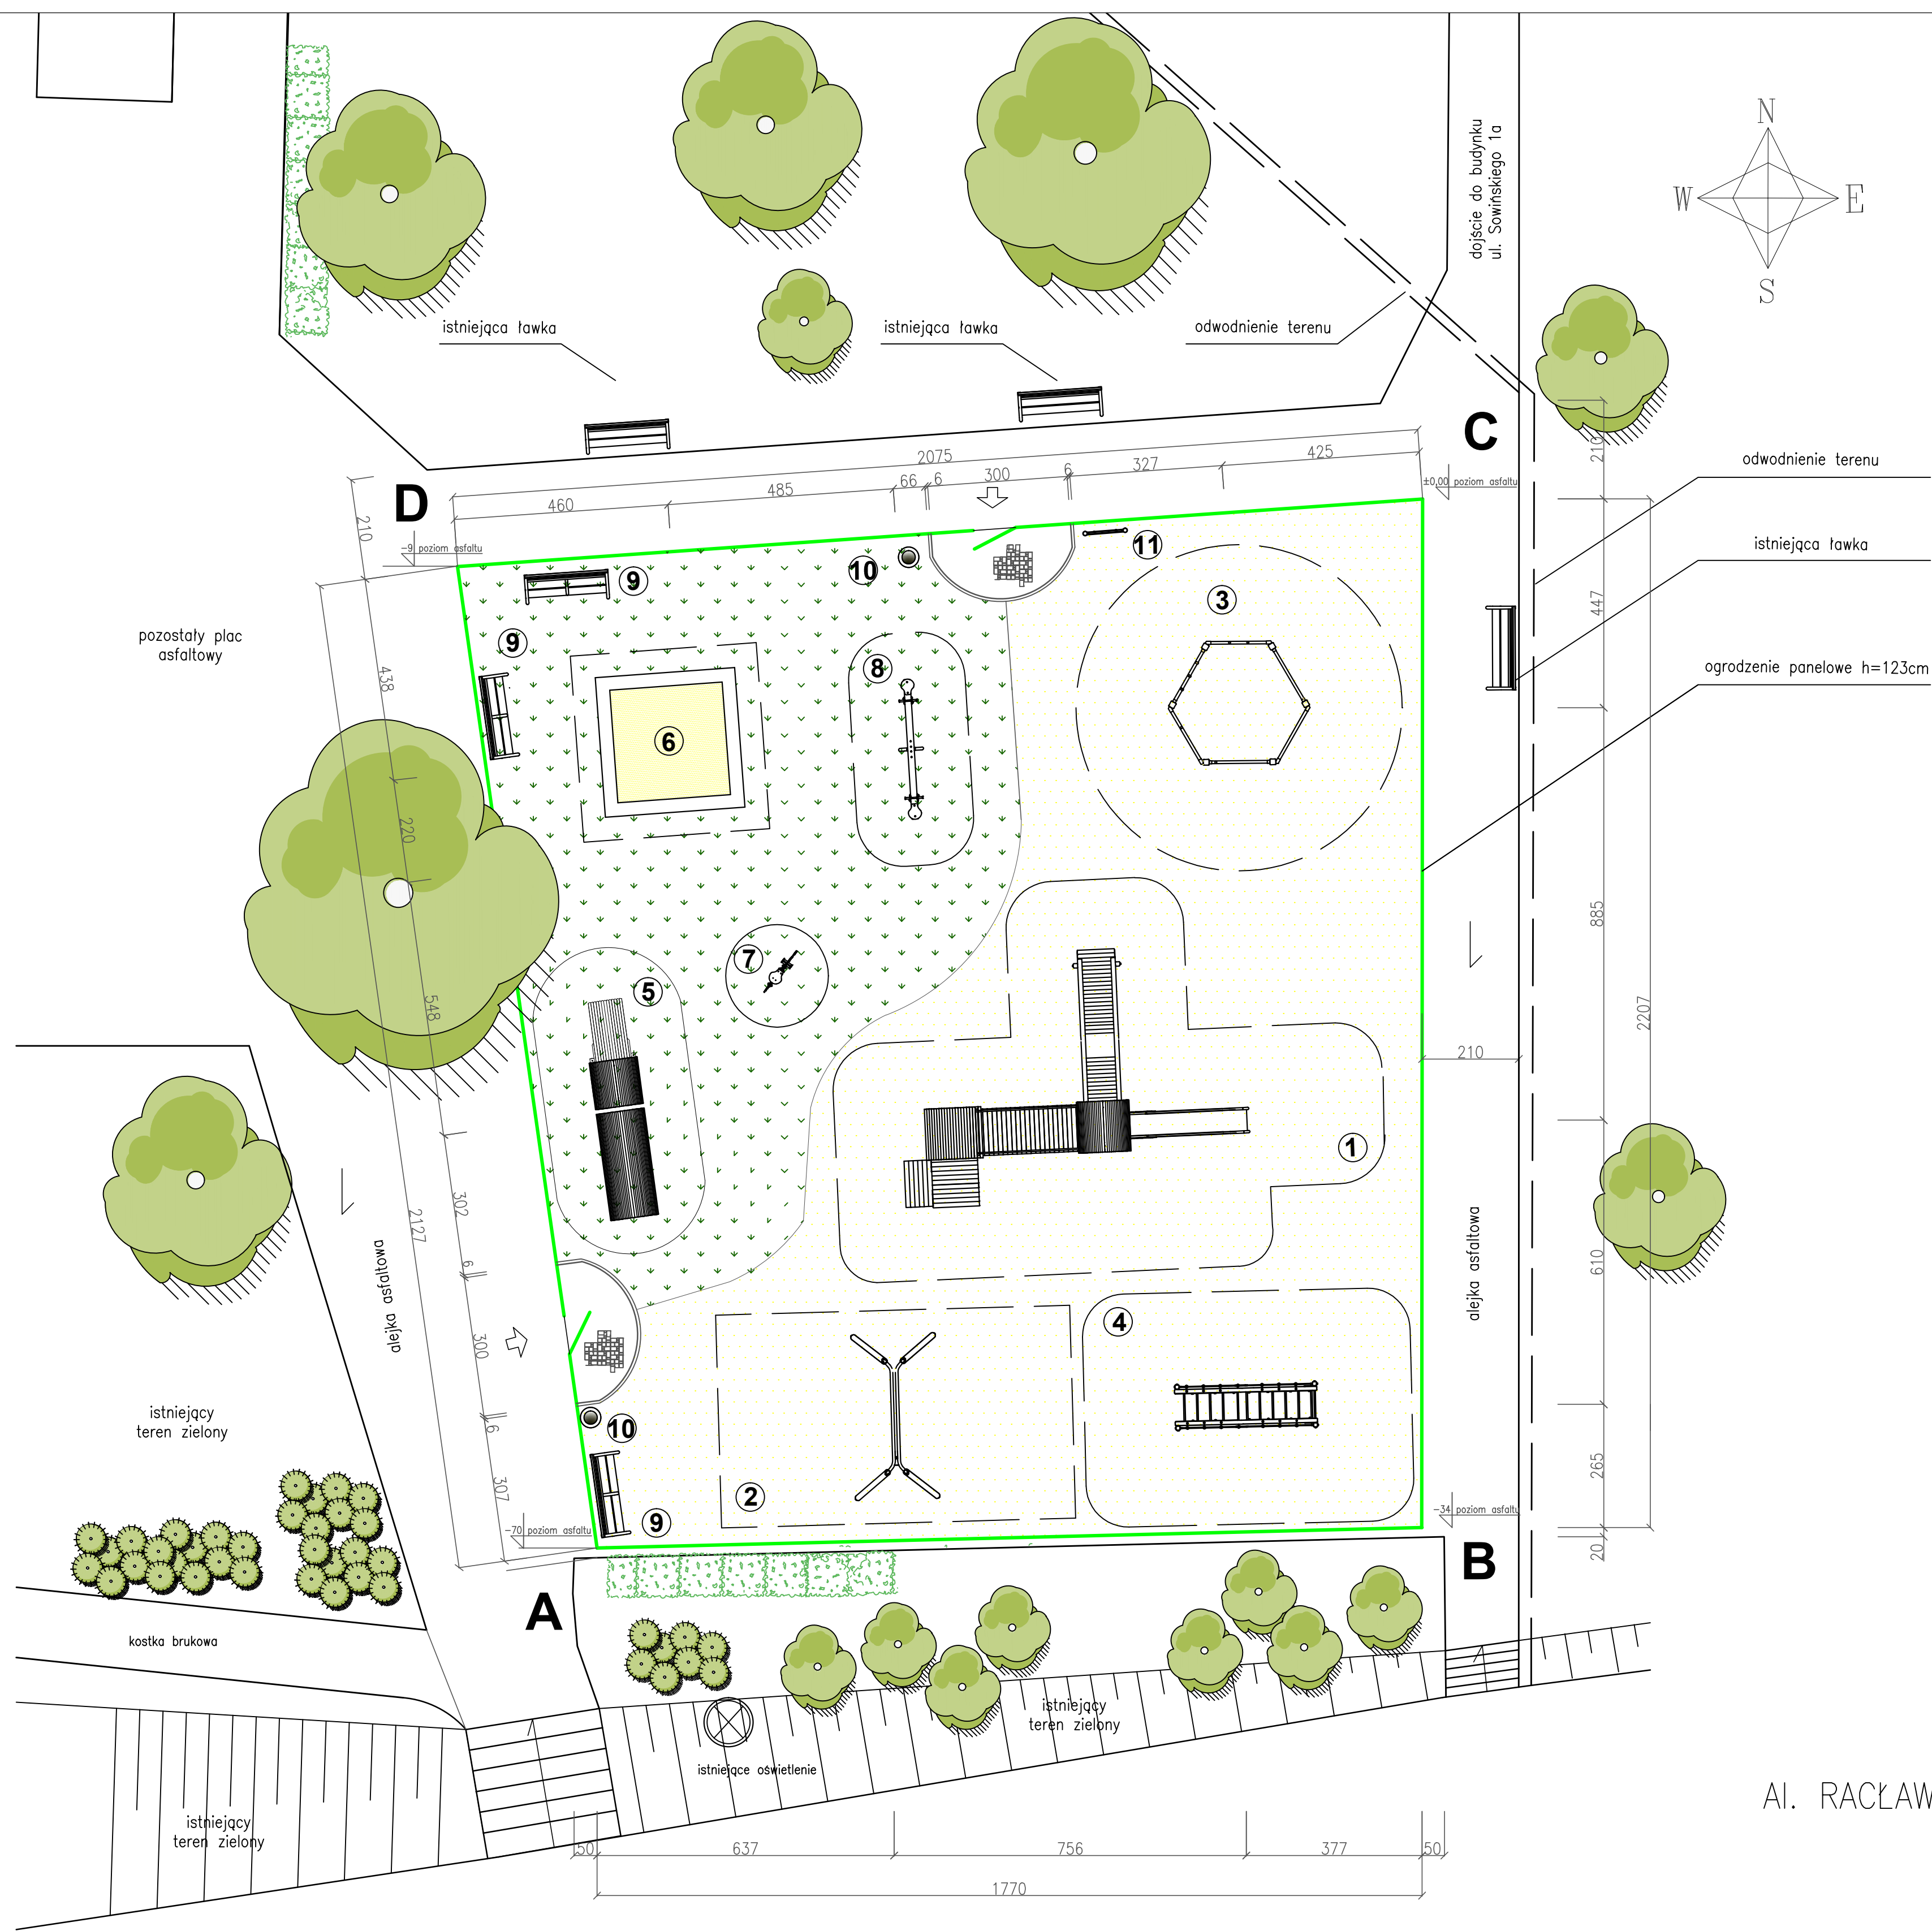 dojście do budynku
ul. Sowińskiego 1a
N
W
E
S
istniejąca ławka
istniejąca ławka
odwodnienie terenu
C
odwodnienie terenu
istniejąca ławka
ogrodzenie panelowe h=123cm
2075
460
485
66
6
300
6
327
425
D
±0,00 poziom asfaltu
-9 poziom asfaltu
210
210
pozostały plac
asfaltowy
9
9
10
11
3
8
6
7
5
1
4
2
10
9
438
220
548
302
6
300
6
307
2127
447
885
610
265
20
2207
210
alejka asfaltowa
alejka asfaltowa
istniejący
teren zielony
-70 poziom asfaltu
-34 poziom asfaltu
A
B
kostka brukowa
istniejący
teren zielony
istniejące oświetlenie
istniejący
teren zielony
Al. RACŁAW
50
637
756
377
50
1770